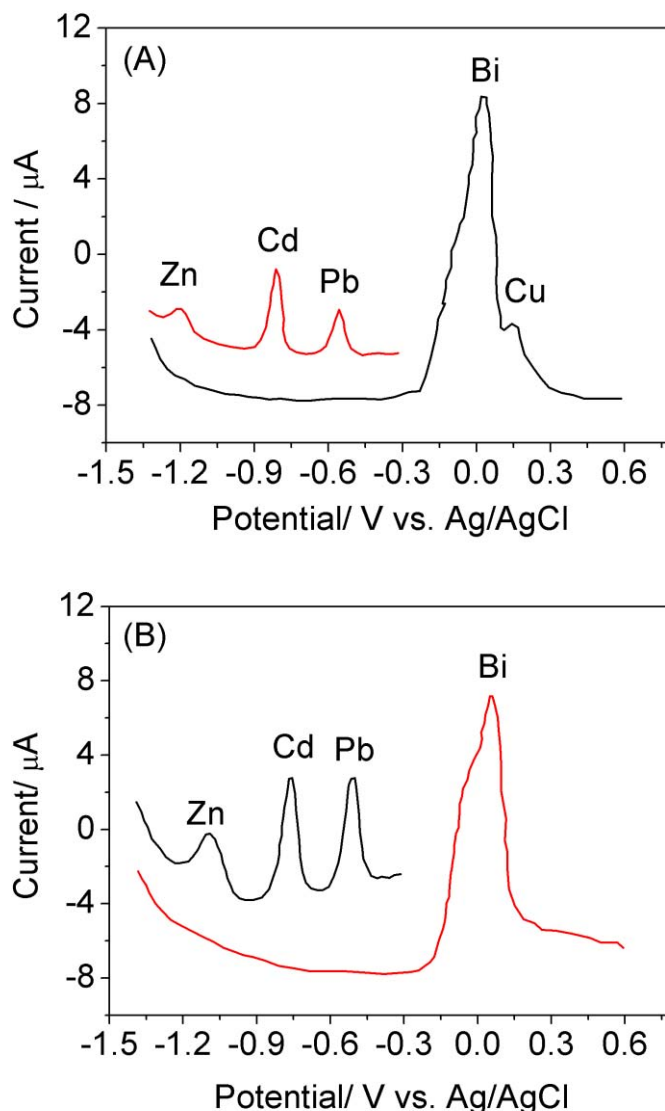 12
(A)
Bi
8
4
Current / μA
0
Cd
Zn
Pb
Cu
-4
-8
-1.5 -1.2 -0.9 -0.6 -0.3 0.0 0.3 0.6
Potential/ V vs. Ag/AgCl
12
(B)
Bi
8
4
Cd Pb
Current/ μA
Zn
0
-4
-8
-1.5 -1.2 -0.9 -0.6 -0.3 0.0 0.3 0.6
Potential/ V vs. Ag/AgCl